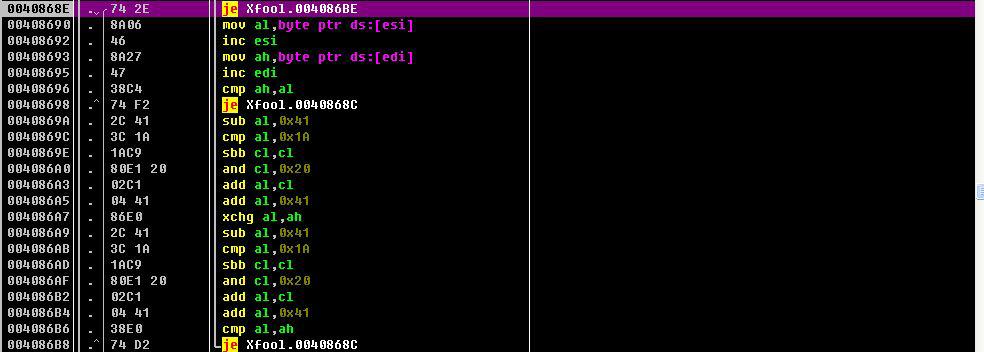 0040868E . 74 2E je Xfool.004086BE
00408690 . 8A06 mov al,byte ptr ds:[esi]
00408692 . 46 inc esi
00408693 . 8A27 mov ah,byte ptr ds:[edi]
00408695 . 47 inc edi
00408696 . 38C4 cmp ah,al
00408698 .^ 74 F2 je Xfool.0040868C
0040869A . 2C 41 sub al,0x41
0040869C . 3C 1A cmp al,0x1A
0040869E . 1AC9 sbb cl,cl
004086A0 . 80E1 20 and cl,0x20
004086A3 . 02C1 add al,cl
004086A5 . 04 41 add al,0x41
004086A7 . 86E0 xchg al,ah
004086A9 . 2C 41 sub al,0x41
004086AB . 3C 1A cmp al,0x1A
004086AD . 1AC9 sbb cl,cl
004086AF . 80E1 20 and cl,0x20
004086B2 . 02C1 add al,cl
004086B4 . 04 41 add al,0x41
004086B6 . 38E0 cmp al,ah
004086B8 .^ 74 D2 je Xfool.0040868C